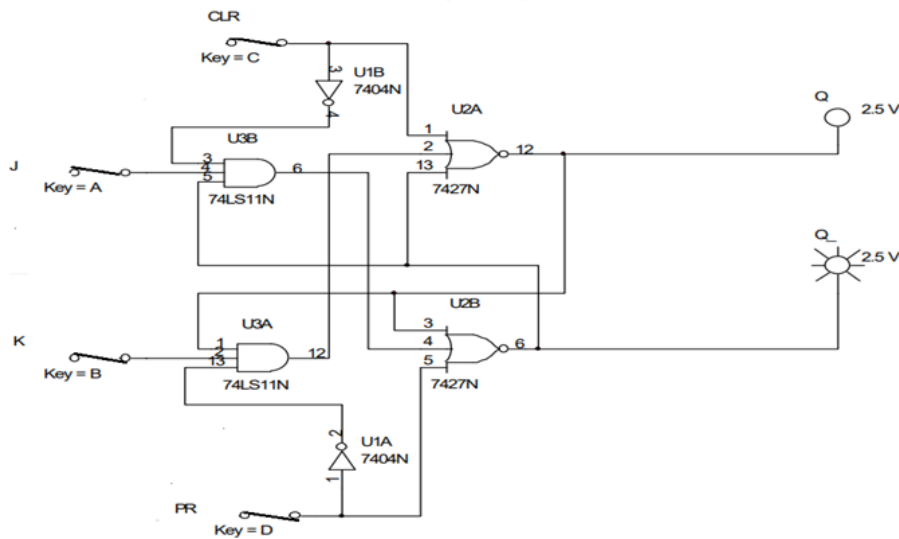 CLR
Key = C
3
U1B
7404N
4
U2A
Q
2.5 V
U3B
1
2
12
13
7427N
J
3
4
5
6
Key = A
74LS11N
Q_
2.5 V
U2B
U3A
K
1
2
13
12
3
4
5
6
Key = B
74LS11N
7427N
2
U1A
7404N
1
PR
Key = D